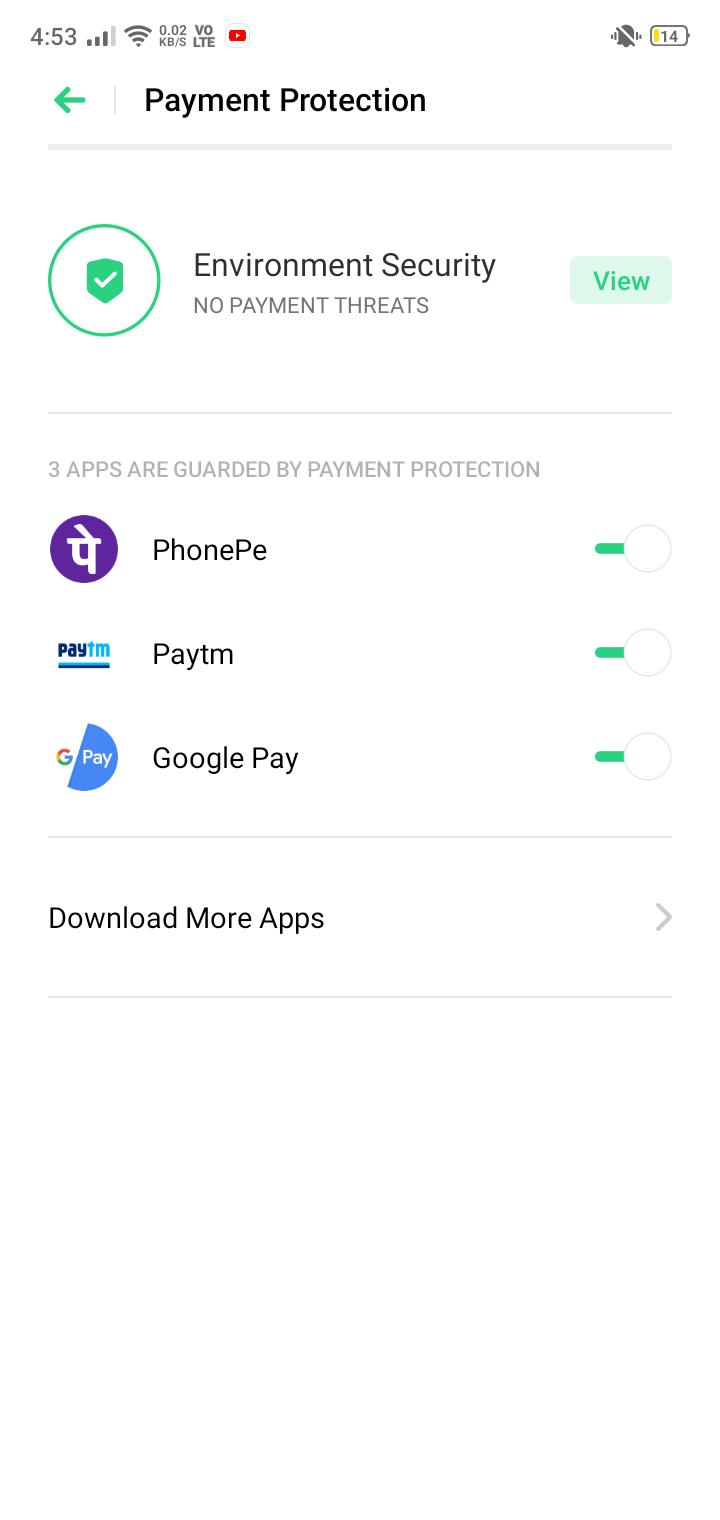 4:53 0.02 KB/S VO LTE 14
Payment Protection
Environment Security
NO PAYMENT THREATS
View
3 APPS ARE GUARDED BY PAYMENT PROTECTION
पे PhonePe
paytm Paytm
G Pay Google Pay
Download More Apps